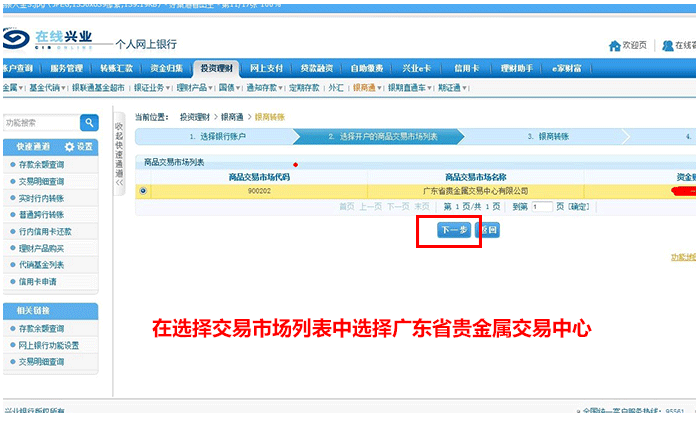 在线兴业
CIB ONLINE
个人网上银行
欢迎页
在线客
账户查询 服务管理 转账汇款 资金归集 投资理财 网上支付 贷款融资 自助缴费 兴业e卡 信用卡 理财助手 e家财富
金属 基金代销 银联通基金超市 银证业务 理财产品 国债 通知存款 定期存款 外汇 银商通 银期直通车 期证通
功能搜索
当前位置： 投资理财 > 银商通 > 银商转账
收起快速通道<<
1. 选择银行账户
2. 选择开户的商品交易市场列表
3. 银商转账
4.
快速通道 设置
存款余额查询
交易明细查询
实时行内转账
普通跨行转账
行内信用卡还款
理财产品购买
代销基金列表
信用卡申请
商品交易市场列表
商品交易市场代码 商品交易市场名称 资金账
900202 广东省贵金属交易中心有限公司
首页 上一页 下一页 末页 第 1 页/共 1 页 到第 1 页 [确定]
下一步 返回
功能地图
相关链接
存款余额查询
网上银行功能设置
交易明细查询
在选择交易市场列表中选择广东省贵金属交易中心
兴业银行版权所有
全国统一客户服务热线：95561